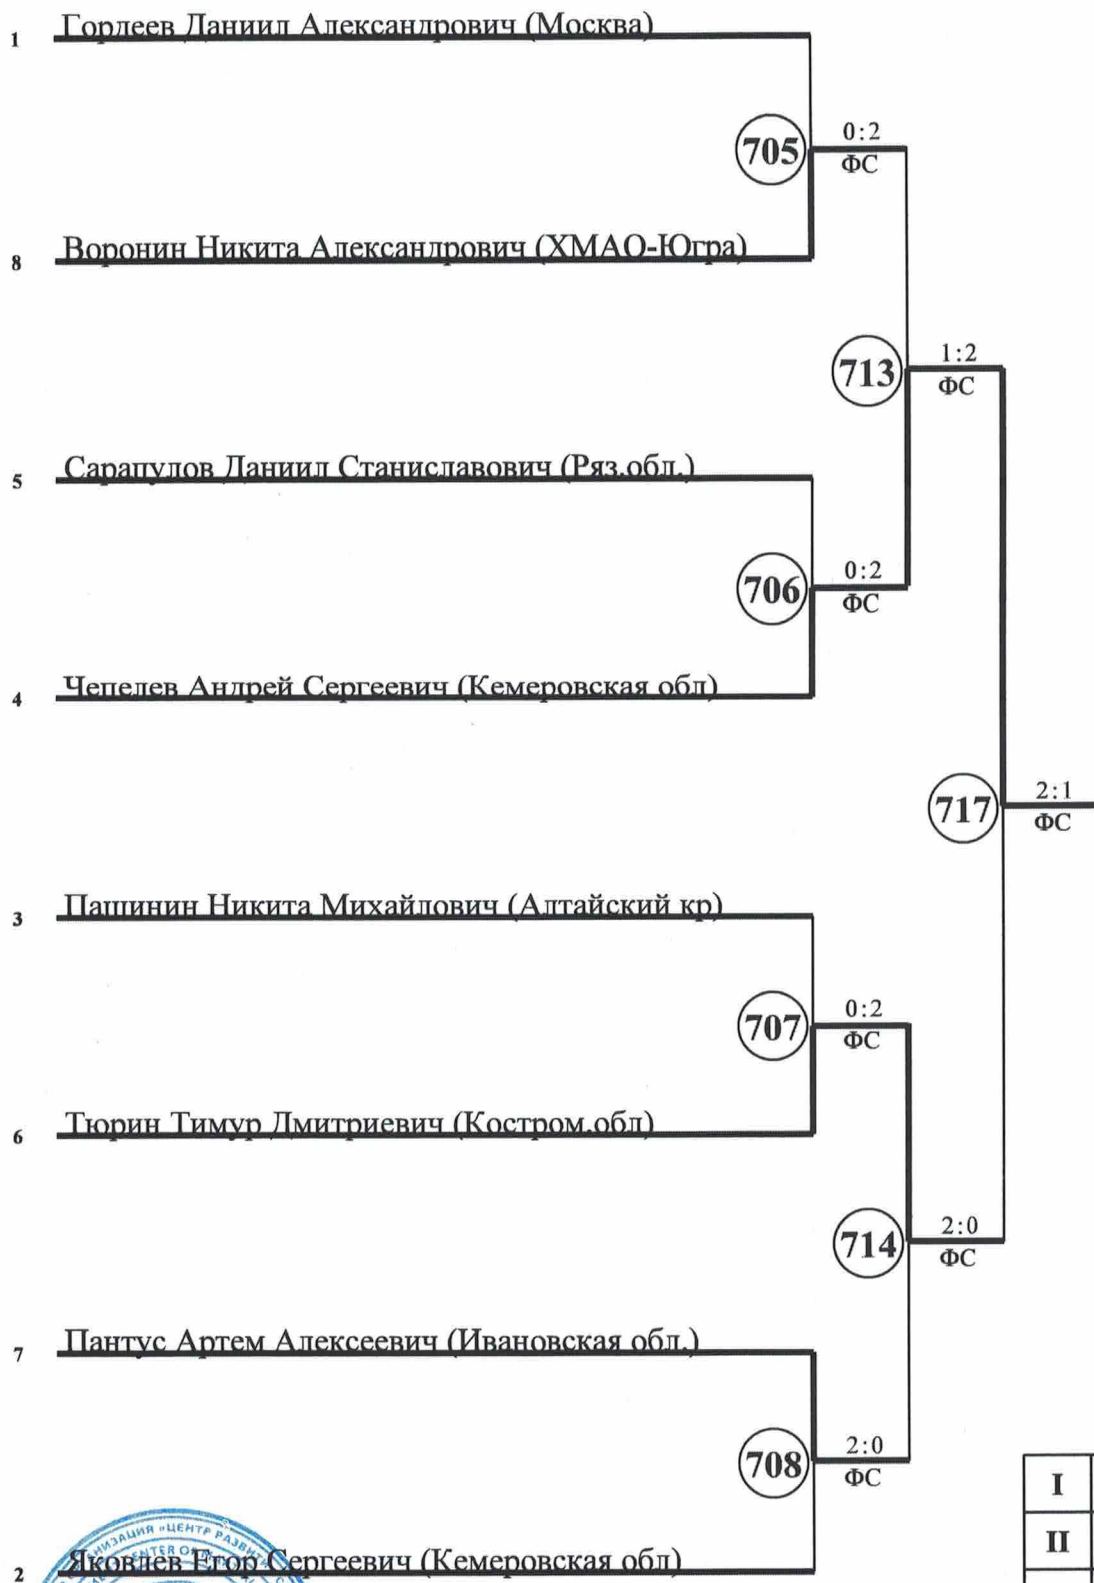 1 Гордеев Даниил Александрович (Москва)
705 0:2
ФС
8 Воронин Никита Александрович (ХМАО-Югра)
713 1:2
ФС
5 Сарапулов Даниил Станиславович (Ряз.обл.)
706 0:2
ФС
4 Чепелев Андрей Сергеевич (Кемеровская обл)
717 2:1
ФС
3 Пашинин Никита Михайлович (Алтайский кр)
707 0:2
ФС
6 Тюрин Тимур Дмитриевич (Костром.обл)
714 2:0
ФС
7 Пантус Артем Алексеевич (Ивановская обл.)
708 2:0
ФС
I
II
«ЦЕНТР
CENTER OF
2 Яковлев Егор Сергеевич (Кемеровская обл)